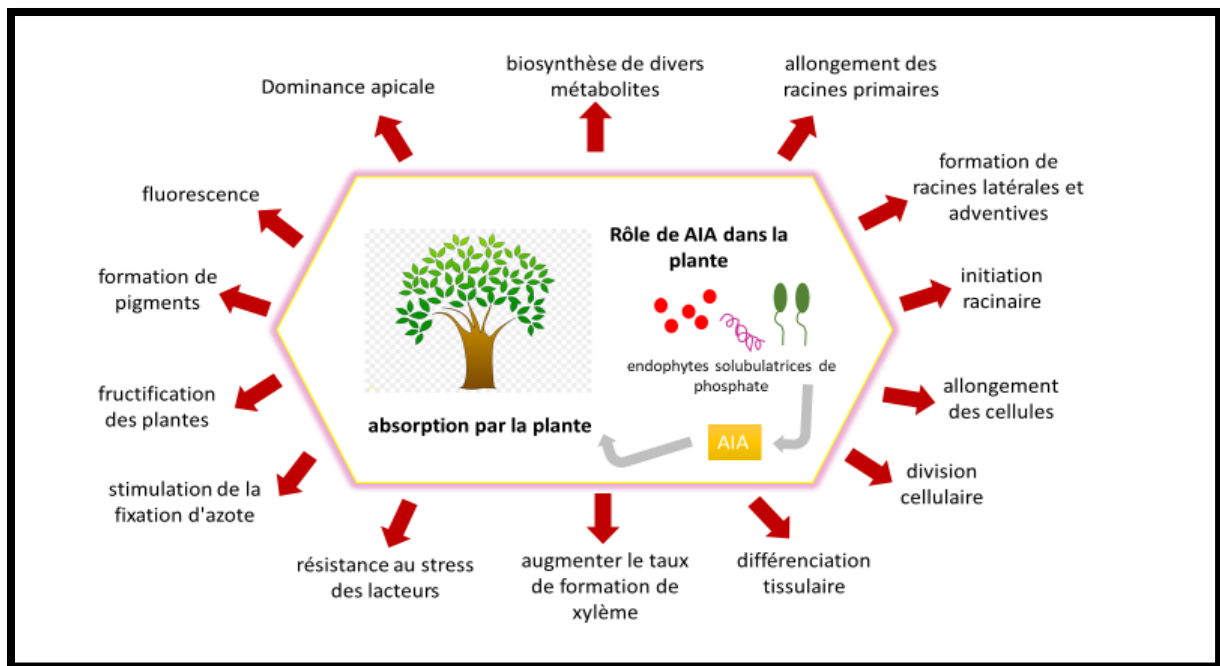 Dominance apicale
biosynthèse de divers
métabolites
allongement des
racines primaires
fluorescence
formation de
racines latérales et
adventives
formation de
pigments
initiation
racinaire
fructification
des plantes
allongement
des cellules
stimulation de la
fixation d'azote
division
cellulaire
résistance au stress
des lacteurs
augmenter le taux
de formation de
xylème
différenciation
tissulaire
Rôle de AIA dans la
plante
endophytes solubulatrices de
phosphate
AIA
absorption par la plante